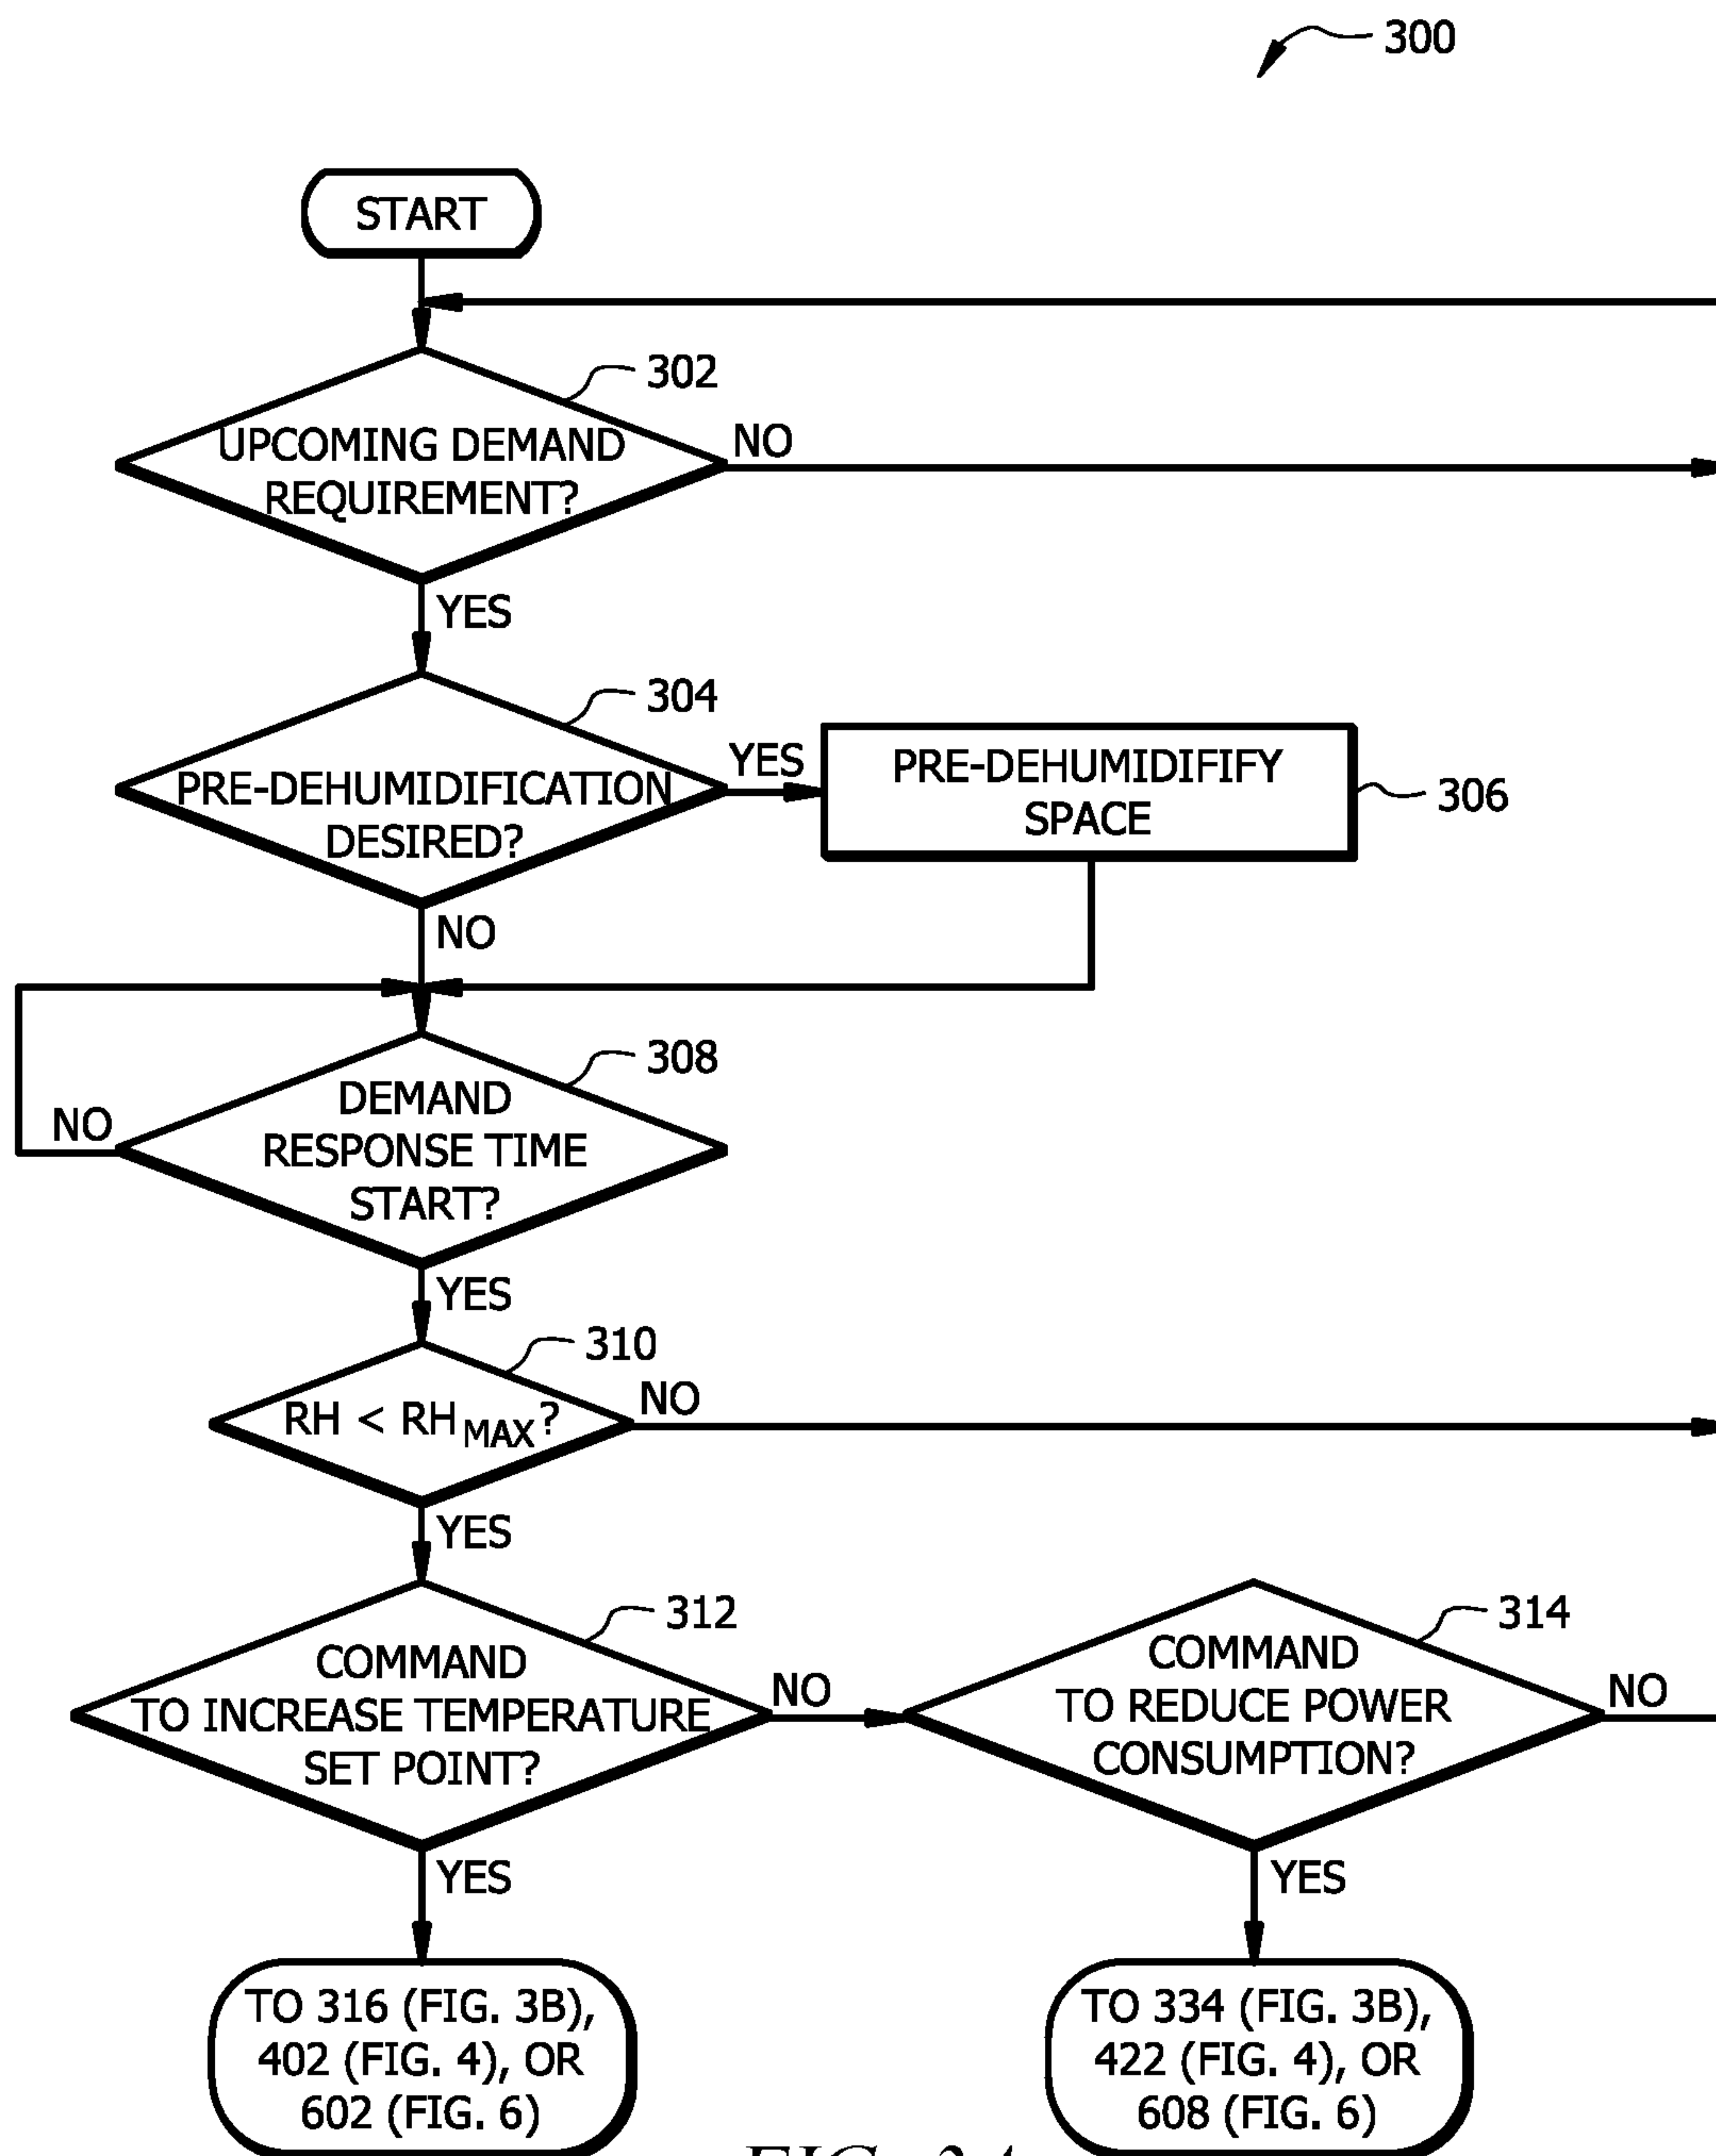 300
START
302
UPCOMING DEMAND
REQUIREMENT?
NO
YES
304
PRE-DEHUMIDIFICATION
DESIRED?
YES
PRE-DEHUMIDIFIFY
SPACE
306
NO
308
DEMAND
RESPONSE TIME
START?
NO
YES
310
RH < RH MAX ?
NO
YES
312
COMMAND
TO INCREASE TEMPERATURE
SET POINT?
NO
314
COMMAND
TO REDUCE POWER
CONSUMPTION?
NO
YES
YES
TO 316 (FIG. 3B),
402 (FIG. 4), OR
602 (FIG. 6)
TO 334 (FIG. 3B),
422 (FIG. 4), OR
608 (FIG. 6)